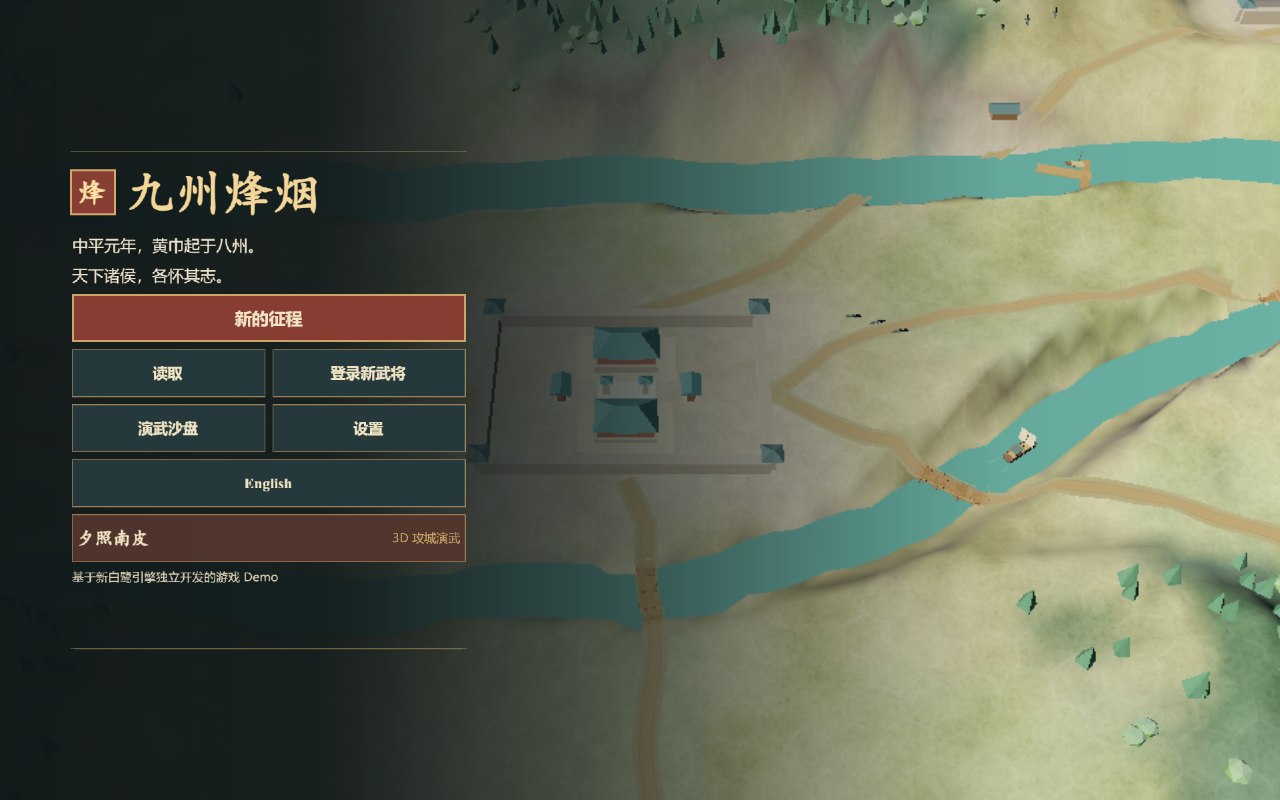 烽 九州烽烟
中平元年，黄巾起于八州。
天下诸侯，各怀其志。
新的征程
读取 登录新武将
演武沙盘 设置
English
夕照南皮 3D 攻城演武
基于新白鹭引擎独立开发的游戏 Demo